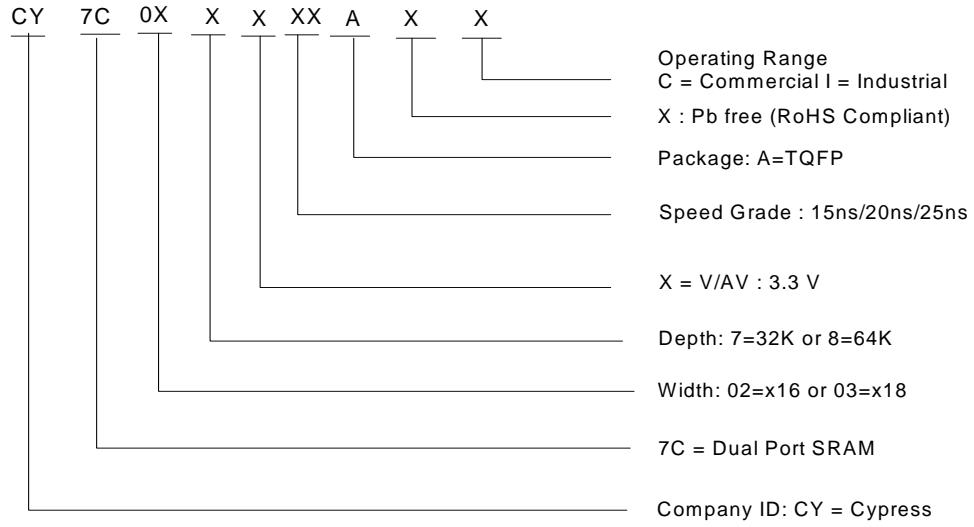 CY 7C 0X X X XX A X X
Operating Range
C = Commercial I = Industrial
X : Pb free (RoHS Compliant)
Package: A=TQFP
Speed Grade : 15ns/20ns/25ns
X = V/AV : 3.3 V
Depth: 7=32K or 8=64K
Width: 02=x16 or 03=x18
7C = Dual Port SRAM
Company ID: CY = Cypress